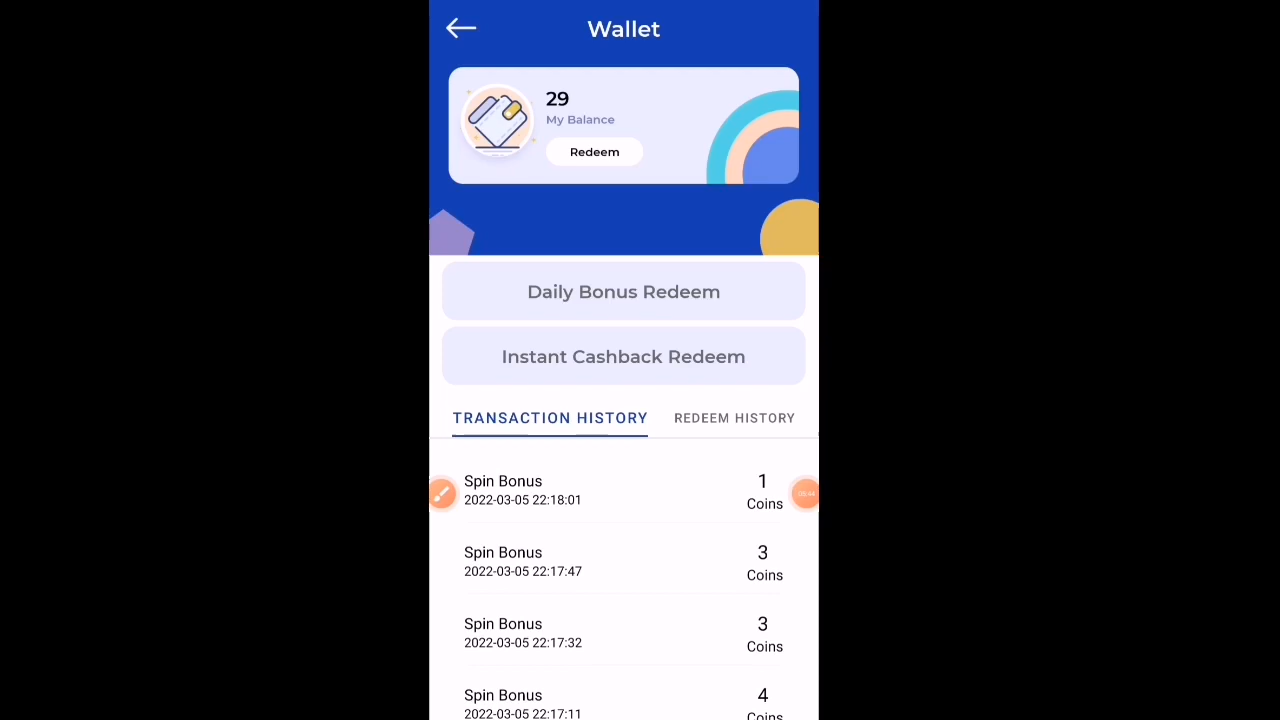 Wallet
29
My Balance
Redeem
Daily Bonus Redeem
Instant Cashback Redeem
TRANSACTION HISTORY
REDEEM HISTORY
Spin Bonus
1
2022-03-05 22:18:01
Coins
Spin Bonus
3
2022-03-05 22:17:47
Coins
Spin Bonus
3
2022-03-05 22:17:32
Coins
Spin Bonus
4
2022-03-05 22:17:11
Coins